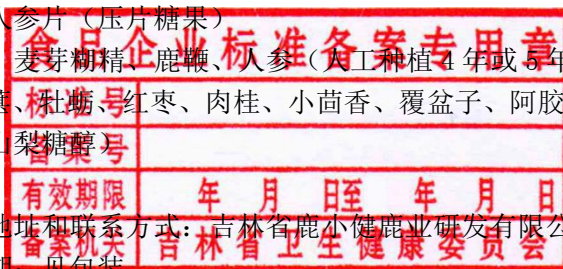 人参片（压片糖果）
食品企业标准备案专用章
麦芽糊精、鹿鞭、人参（人工种植4年或5年
标准号
、牡蛎、红枣、肉桂、小茴香、覆盆子、阿胶
备案号
山梨糖醇）
有效期限 年 月 日至 年 月 日
地址和联系方式：吉林省鹿小健鹿业研发有限公
备案机关 吉林省卫生健康委员会
见包装